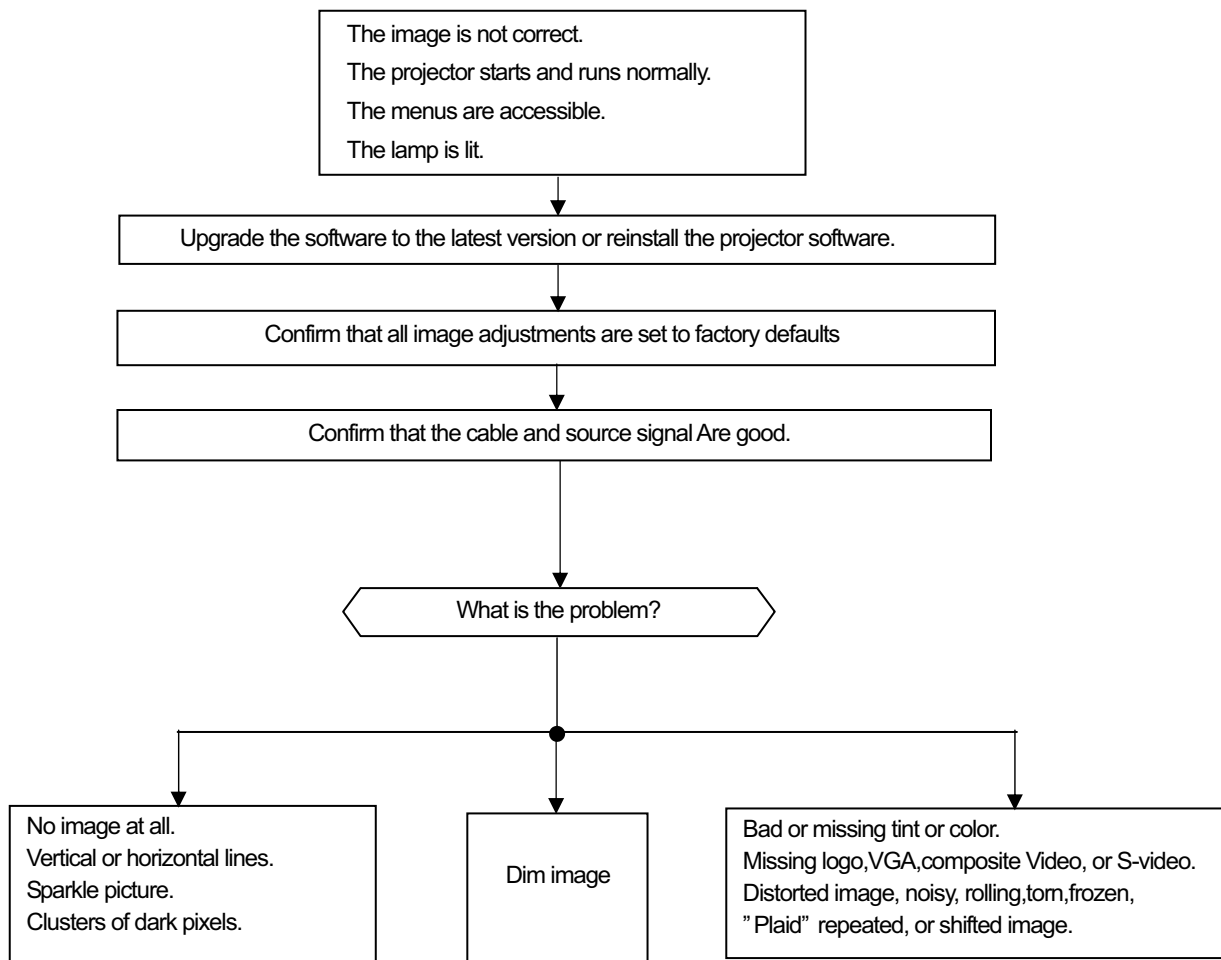 The image is not correct.
The projector starts and runs normally.
The menus are accessible.
The lamp is lit.
Upgrade the software to the latest version or reinstall the projector software.
Confirm that all image adjustments are set to factory defaults
Confirm that the cable and source signal Are good.
What is the problem?
No image at all.
Vertical or horizontal lines.
Sparkle picture.
Clusters of dark pixels.
Dim image
Bad or missing tint or color.
Missing logo,VGA,composite Video, or S-video.
Distorted image, noisy, rolling,torn,frozen,
”Plaid” repeated, or shifted image.